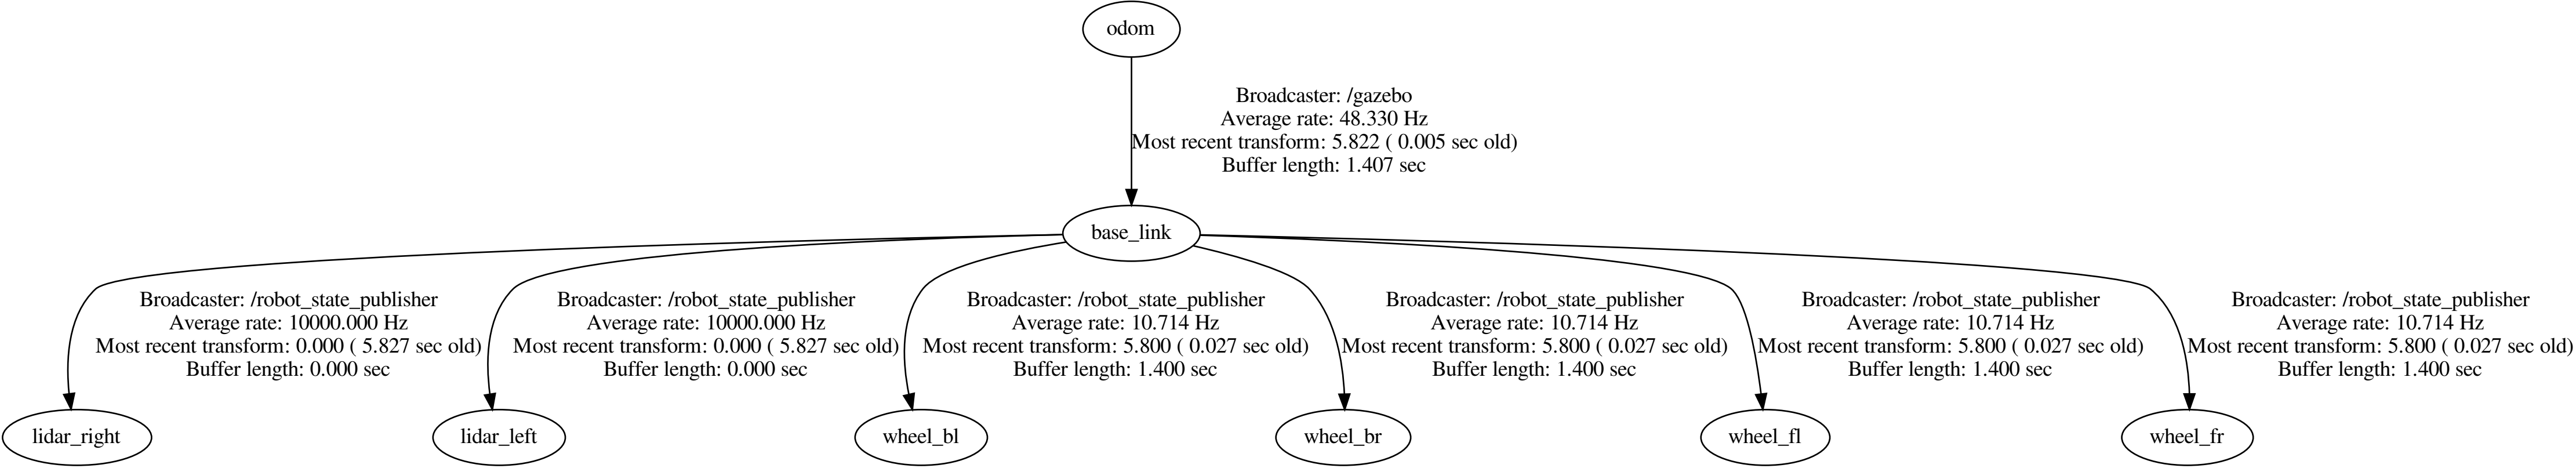 odom
Broadcaster: /gazebo
Average rate: 48.330 Hz
Most recent transform: 5.822 ( 0.005 sec old)
Buffer length: 1.407 sec
base_link
Broadcaster: /robot_state_publisher
Average rate: 10000.000 Hz
Most recent transform: 0.000 ( 5.827 sec old)
Buffer length: 0.000 sec
Broadcaster: /robot_state_publisher
Average rate: 10000.000 Hz
Most recent transform: 0.000 ( 5.827 sec old)
Buffer length: 0.000 sec
Broadcaster: /robot_state_publisher
Average rate: 10.714 Hz
Most recent transform: 5.800 ( 0.027 sec old)
Buffer length: 1.400 sec
Broadcaster: /robot_state_publisher
Average rate: 10.714 Hz
Most recent transform: 5.800 ( 0.027 sec old)
Buffer length: 1.400 sec
Broadcaster: /robot_state_publisher
Average rate: 10.714 Hz
Most recent transform: 5.800 ( 0.027 sec old)
Buffer length: 1.400 sec
Broadcaster: /robot_state_publisher
Average rate: 10.714 Hz
Most recent transform: 5.800 ( 0.027 sec old)
Buffer length: 1.400 sec
lidar_right
lidar_left
wheel_bl
wheel_br
wheel_fl
wheel_fr